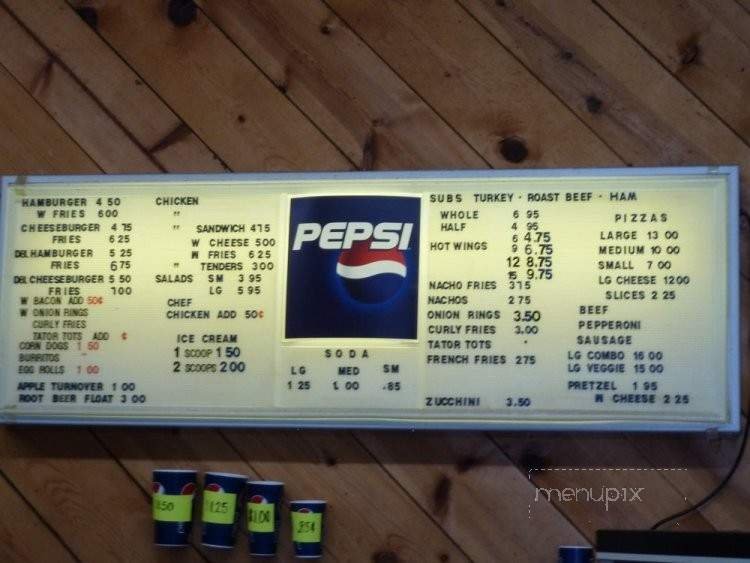 HAMBURGER 4 50
W FRIES 6 00
CHEESEBURGER 4 75
FRIES 6 25
DBL HAMBURGER 5 25
FRIES 6 75
DBL CHEESEBURGER 5 50
FRIES 7 00
W BACON ADD 50¢
W ONION RINGS
CURLY FRIES
TATOR TOTS ADD ¢
CORN DOGS 1 50
BURRITOS
EGG ROLLS 1 00
APPLE TURNOVER 1 00
ROOT BEER FLOAT 3 00
CHICKEN
"
" SANDWICH 4 75
W CHEESE 5 00
W FRIES 6 25
" TENDERS 3 00
SALADS SM 3 95
LG 5 95
CHEF
CHICKEN ADD 50¢
ICE CREAM
1 SCOOP 1 50
2 SCOOPS 2 00
PEPSI
SODA
LG MED SM
1 25 1.00 .85
SUBS TURKEY · ROAST BEEF · HAM
WHOLE 6 95
HALF 4 95
HOT WINGS 6 4.75
9 6.75
12 8.75
15 9.75
NACHO FRIES 3 75
NACHOS 2 75
ONION RINGS 3.50
CURLY FRIES 3.00
TATOR TOTS "
FRENCH FRIES 2 75
ZUCCHINI 3.50
PIZZAS
LARGE 13 00
MEDIUM 10 00
SMALL 7 00
LG CHEESE 12 00
SLICES 2 25
BEEF
PEPPERONI
SAUSAGE
LG COMBO 16 00
LG VEGGIE 15 00
PRETZEL 1 95
W CHEESE 2 25
1.25
$1.00
85¢
menupix